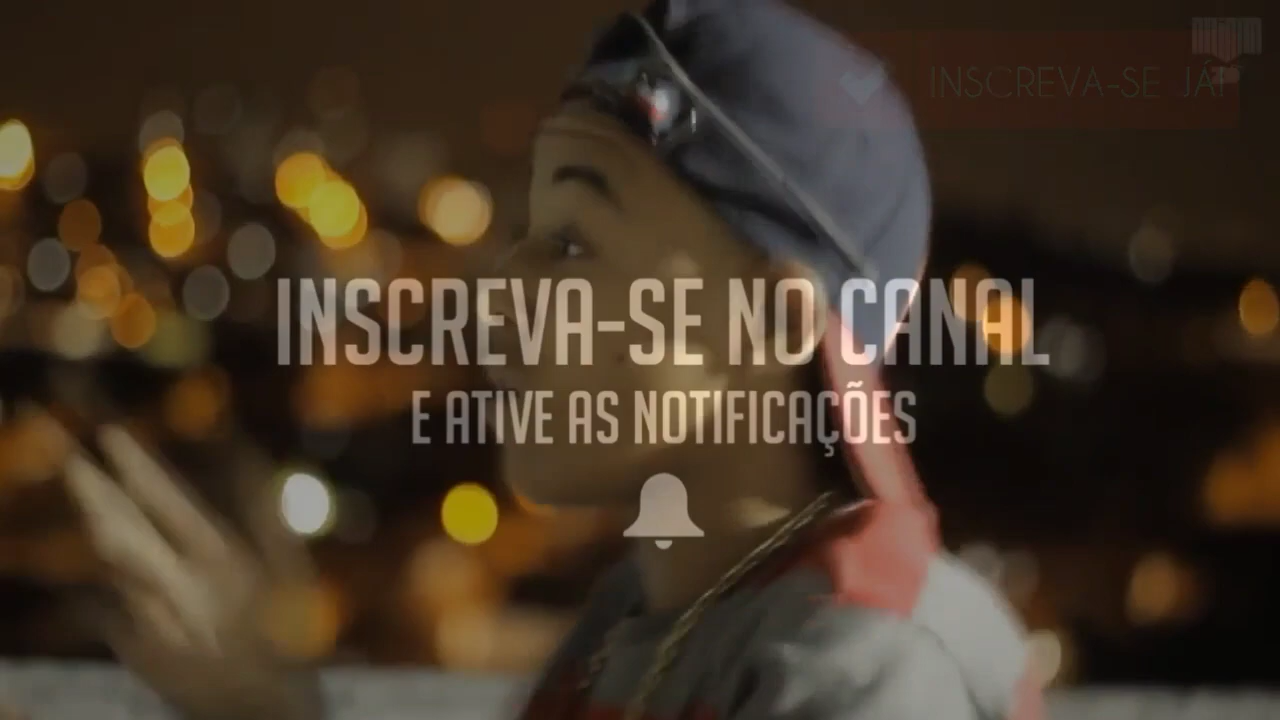 INSCREVA-SE JÁ!
INSCREVA-SE NO CANAL
E ATIVE AS NOTIFICAÇÕES